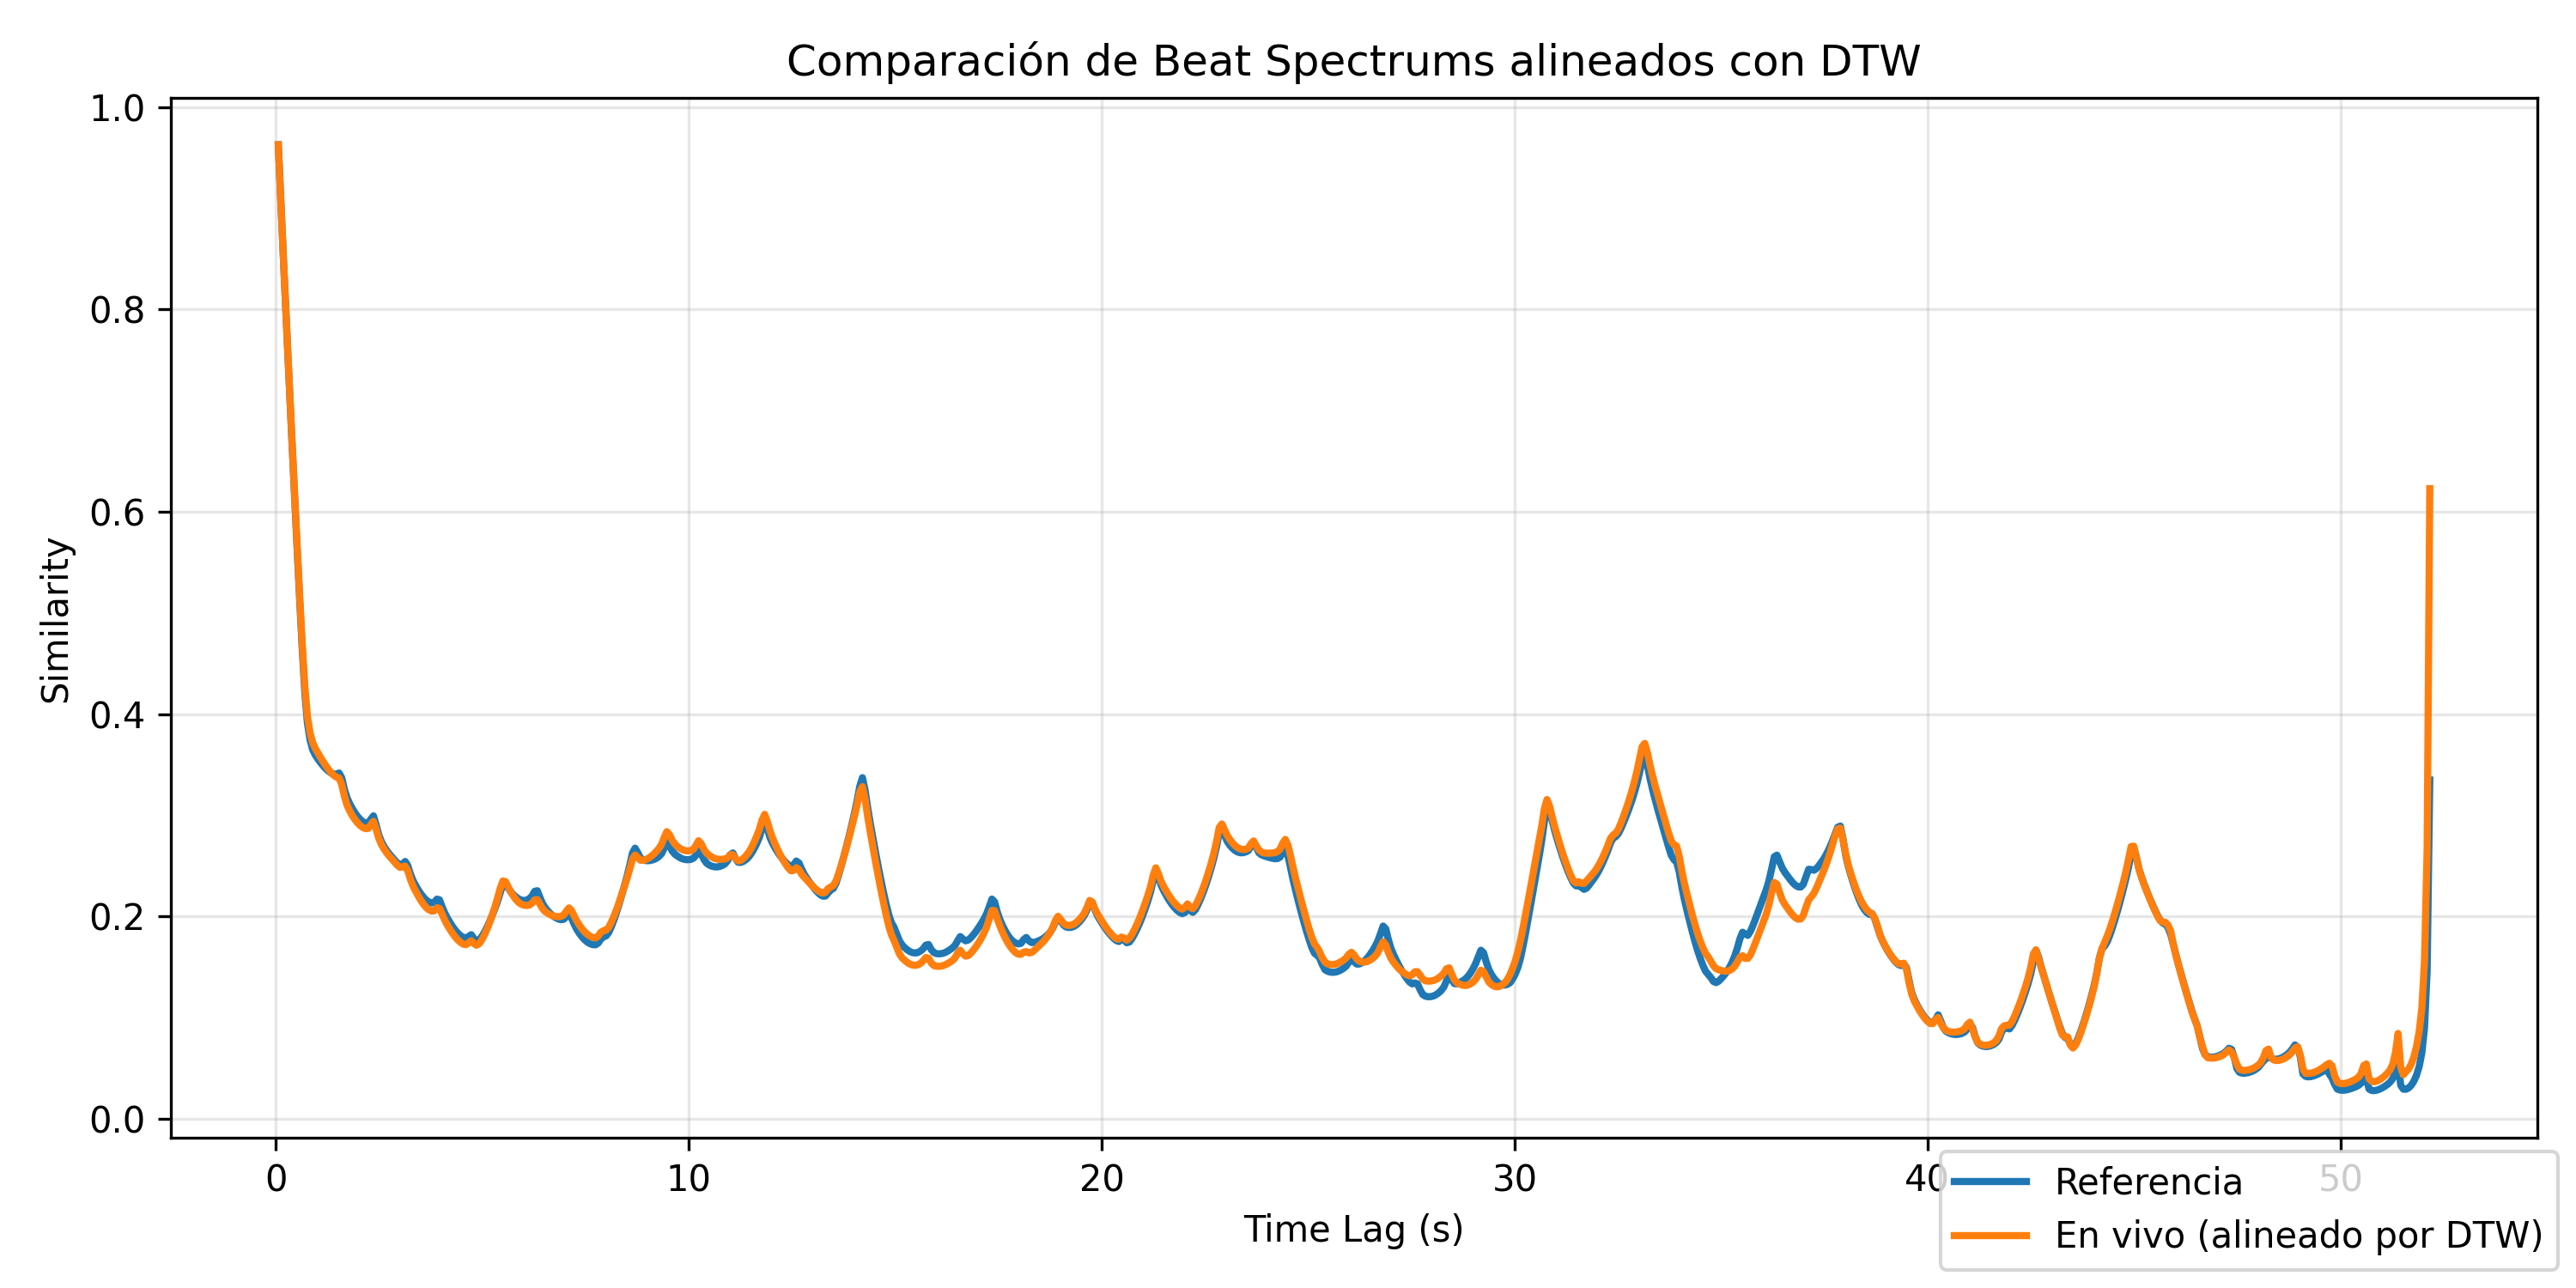 Comparación de Beat Spectrums alineados con DTW
1.0
0.8
0.6
0.4
0.2
0.0
Similarity
0 10 20 30 40 50
Time Lag (s)
Referencia
En vivo (alineado por DTW)